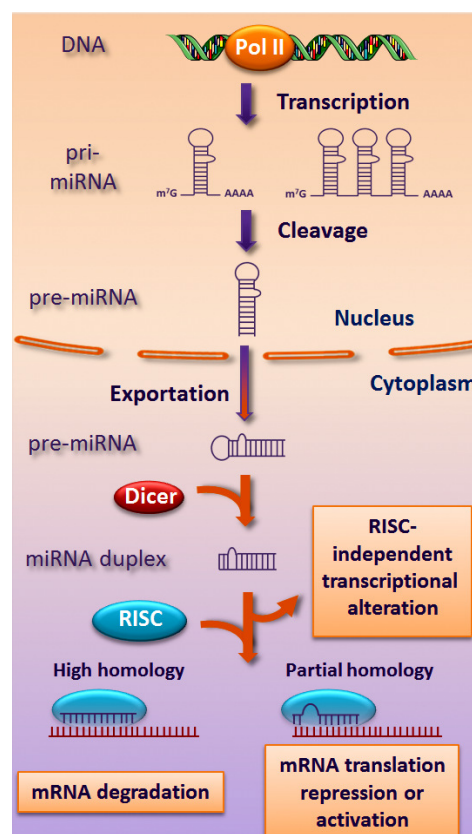 DNA
Pol II
Transcription
pri-
miRNA
m⁷G
AAAA
m⁷G
AAAA
Cleavage
pre-miRNA
Nucleus
Cytoplasm
Exportation
pre-miRNA
Dicer
miRNA duplex
RISC-
independent
transcriptional
alteration
RISC
High homology
Partial homology
mRNA degradation
mRNA translation
repression or
activation